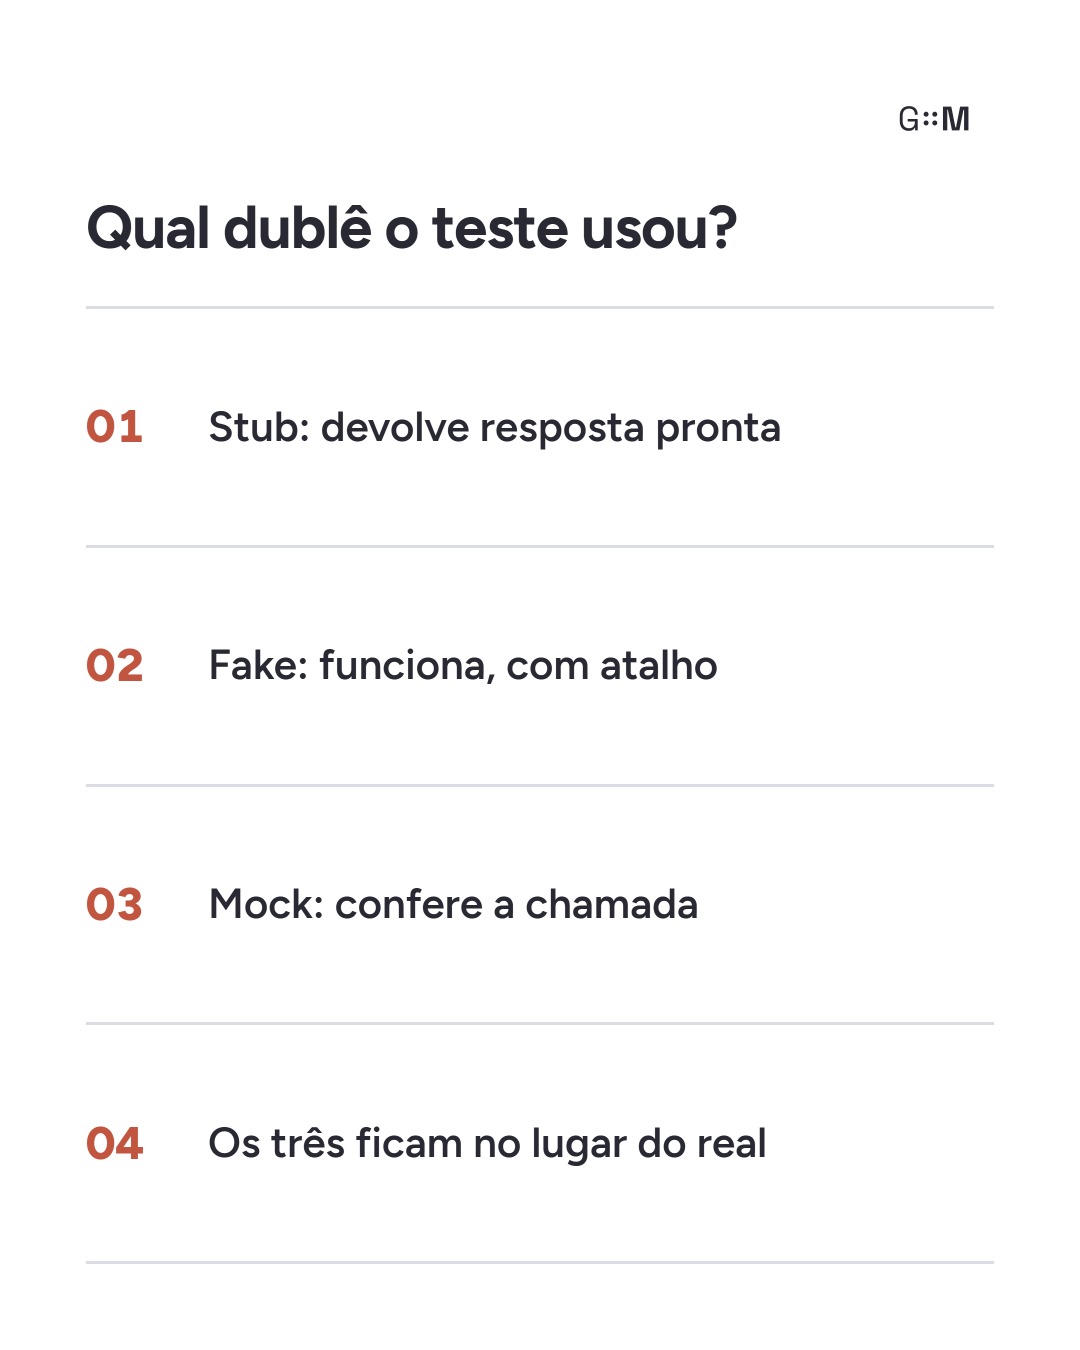 G::M
Qual dublê o teste usou?
01 Stub: devolve resposta pronta
02 Fake: funciona, com atalho
03 Mock: confere a chamada
04 Os três ficam no lugar do real